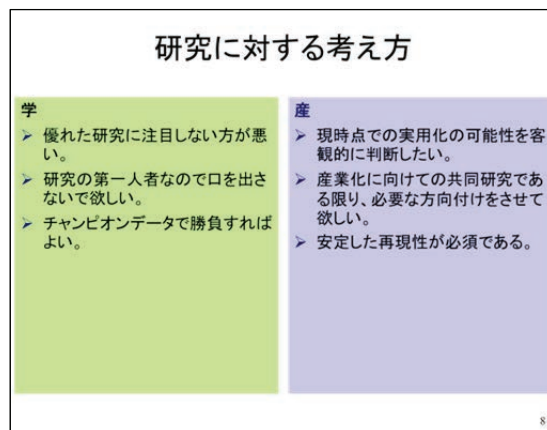 研究に対する考え方
学
➢ 優れた研究に注目しない方が悪
い。
➢ 研究の第一人者なので口を出さ
ないで欲しい。
➢ チャンピオンデータで勝負すれば
よい。
産
➢ 現時点での実用化の可能性を客
観的に判断したい。
➢ 産業化に向けての共同研究であ
る限り、必要な方向付けをさせて
欲しい。
➢ 安定した再現性が必須である。
8